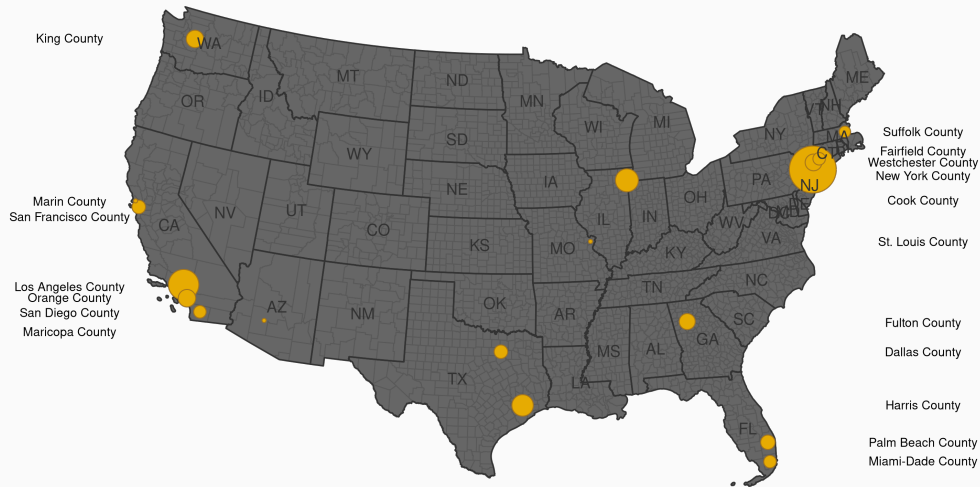 King County
Marin County
San Francisco County
Los Angeles County
Orange County
San Diego County
Maricopa County
WA
OR
ID
MT
WY
NV
UT
CA
AZ
CO
NM
ND
SD
NE
KS
OK
TX
MN
IA
MO
AR
LA
WI
IL
MI
IN
OH
KY
TN
MS
AL
GA
FL
SC
NC
VA
WV
PA
NY
NJ
ME
VT
NH
MA
CT
DE
Suffolk County
Fairfield County
Westchester County
New York County
Cook County
St. Louis County
Fulton County
Dallas County
Harris County
Palm Beach County
Miami-Dade County